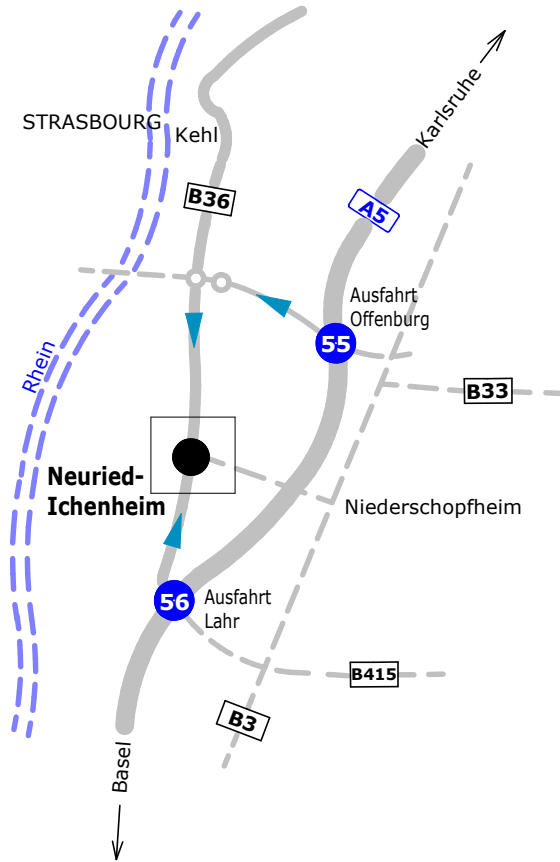 Karlsruhe
STRASBOURG
Kehl
B36
A5
Ausfahrt
Offenburg
55
Rhein
B33
Neuried-
Ichenheim
Niederschopfheim
56
Ausfahrt
Lahr
B415
B3
Basel